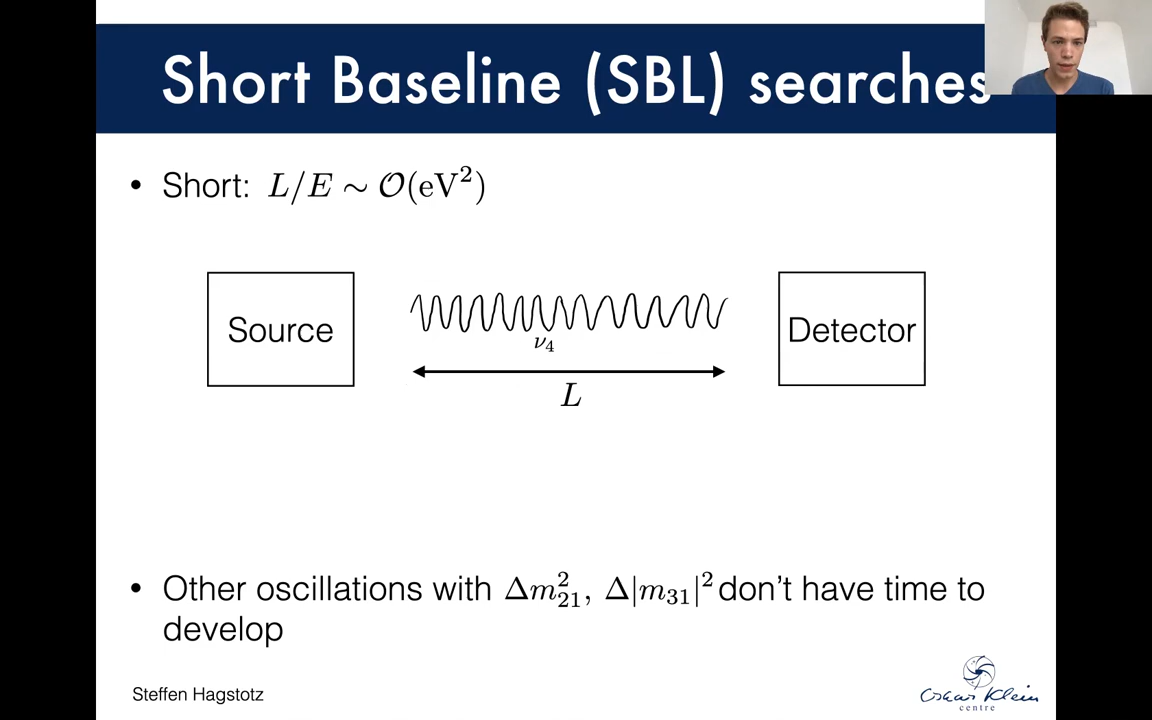 Short Baseline (SBL) searches
• Short: L/E ∼ 𝒪(eV²)
Source
Detector
ν₄
L
• Other oscillations with Δm²₂₁, Δ|m₃₁|² don't have time to
develop
Steffen Hagstotz
Oskar Klein
centre